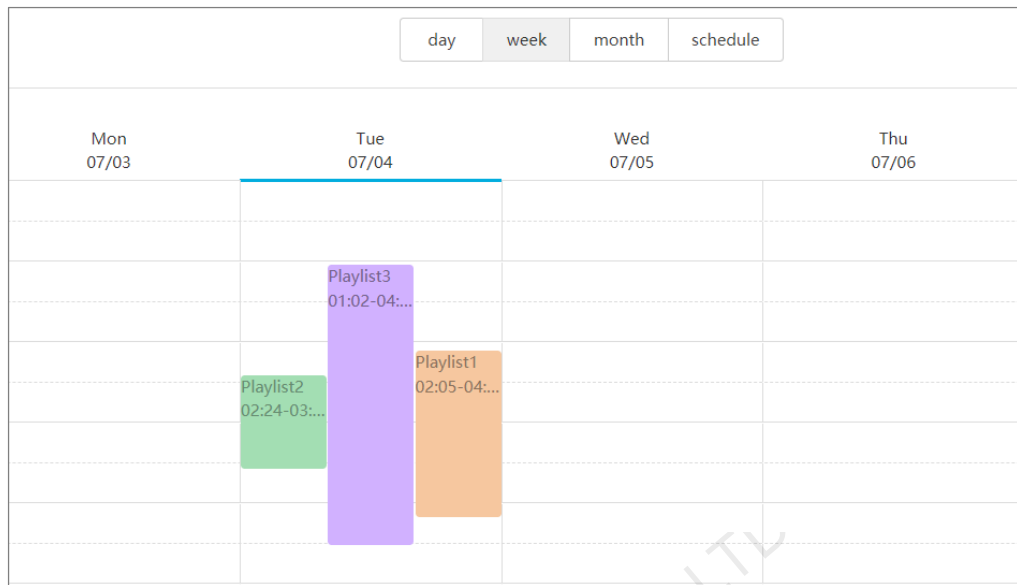 day week month schedule
Mon Tue Wed Thu
07/03 07/04 07/05 07/06
Playlist3
01:02-04:...
Playlist1
02:05-04:...
Playlist2
02:24-03:...
LTD